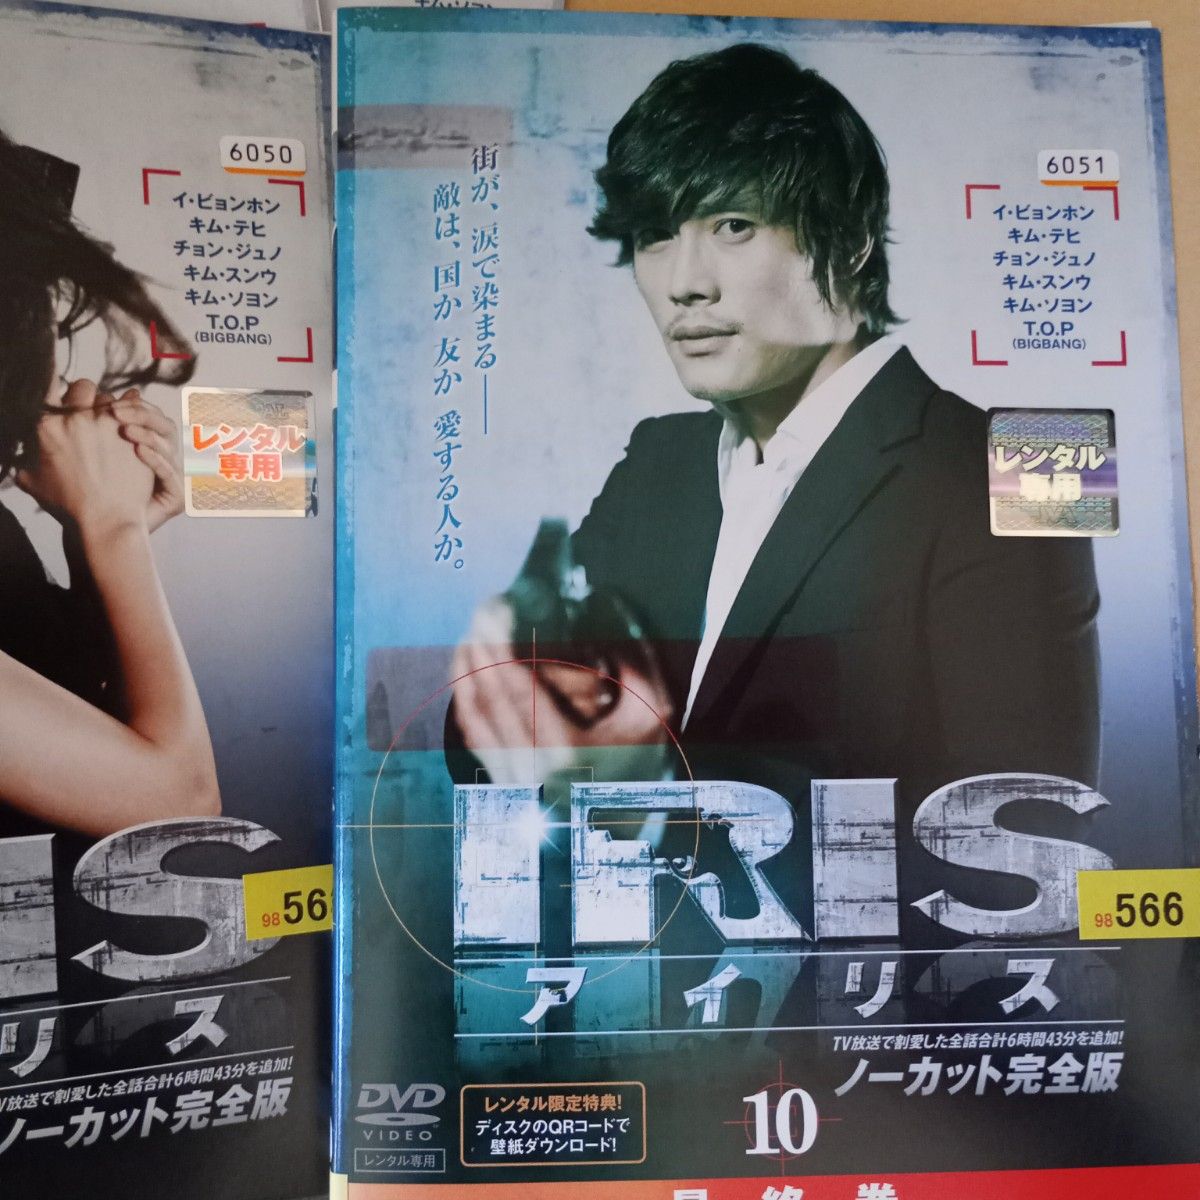 キム・ソヨン
6050
イ・ビョンホン
キム・テヒ
チョン・ジュノ
キム・スンウ
キム・ソヨン
T.O.P
(BIGBANG)
レンタル
専用
IS
98 56
リス
V放送で割愛した全話合計6時間43分を追加!
ノーカット完全版
街が、涙で染まる——
敵は、国か 友か 愛する人か。
6051
イ・ビョンホン
キム・テヒ
チョン・ジュノ
キム・スンウ
キム・ソヨン
T.O.P
(BIGBANG)
レンタル
専用
IRIS
98 566
アイリス
TV放送で割愛した全話合計6時間43分を追加!
ノーカット完全版
DVD
VIDEO
レンタル専用
レンタル限定特典!
ディスクのQRコードで
壁紙ダウンロード!
10
最終巻